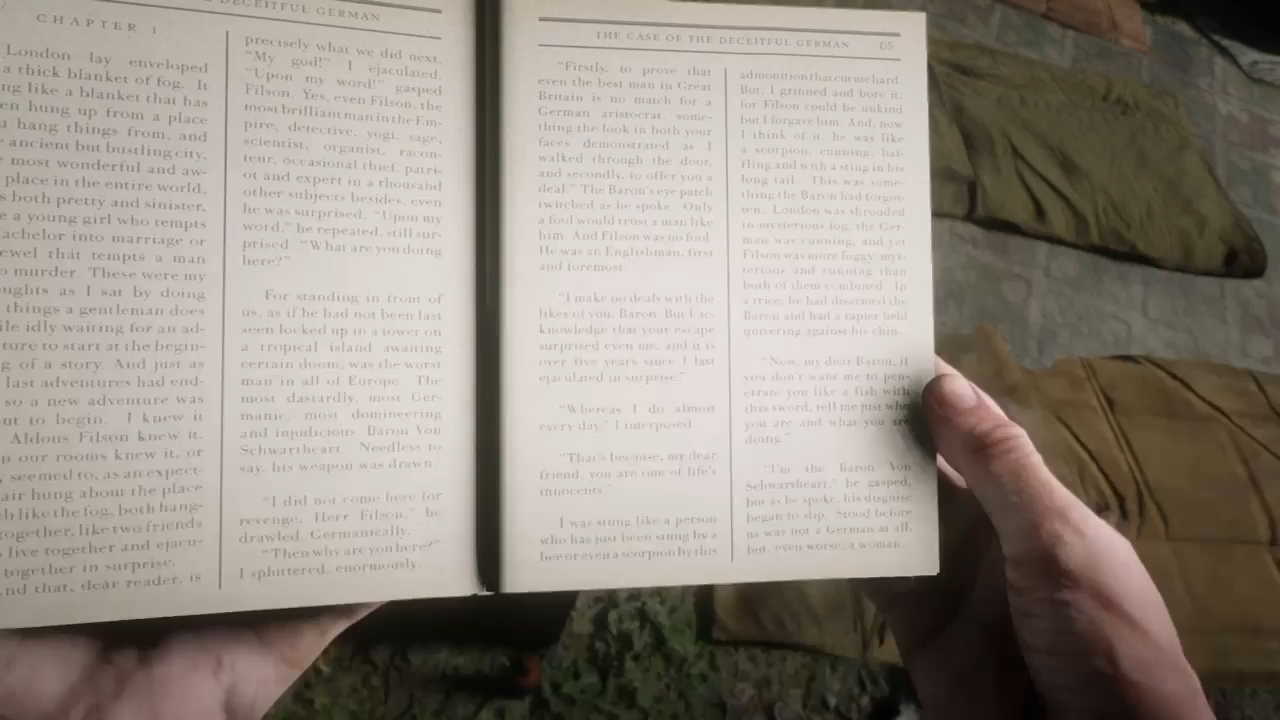 DECEITFUL GERMAN
CHAPTER 1
London lay enveloped
a thick blanket of fog. It
ng like a blanket that has
en hung up from a place
u hang things from, and
ancient but bustling city,
most wonderful and aw-
place in the entire world,
s both pretty and sinister,
e a young girl who tempts
achelor into marriage or
ewel that tempts a man
o murder. These were my
ughts as I sat by doing
things a gentleman does
ile idly waiting for an ad-
ture to start at the begin-
g of a story. And just as
last adventures had end-
so a new adventure was
ut to begin. I knew it
Aldous Filson knew it.
p our rooms knew it, or
seemed to, as an expect-
air hung about the place
h like the fog, both hang-
together, like two friends
live together and ejacu-
together in surprise.
nd that, dear reader, is
precisely what we did next.
"My god!" I ejaculated.
"Upon my word!" gasped
Filson. Yes, even Filson, the
most brilliant man in the Em-
pire, detective, yogi, sage,
scientist, organist, racon-
teur, occasional thief, patri-
ot and expert in a thousand
other subjects besides, even
he was surprised. "Upon my
word," he repeated, still sur-
prised. "What are you doing
here?"
For standing in front of
us, as if he had not been last
seen locked up in a tower on
a tropical island awaiting
certain doom, was the worst
man in all of Europe. The
most dastardly, most Ger-
manic, most domineering
and injudicious, Baron Von
Schwartheart. Needless to
say, his weapon was drawn.
"I did not come here for
revenge, Herr Filson," he
drawled, Germanically.
"Then why are you here?"
I spluttered, enormously.
THE CASE OF THE DECEITFUL GERMAN 05
"Firstly, to prove that
even the best man in Great
Britain is no match for a
German aristocrat, some-
thing the look in both your
faces demonstrated as I
walked through the door,
and secondly, to offer you a
deal." The Baron's eye patch
twitched as he spoke. Only
a fool would trust a man like
him. And Filson was no fool.
He was an Englishman, first
and foremost.
"I make no deals with the
likes of you, Baron. But I ac-
knowledge that your escape
surprised even me, and it is
over five years since I last
ejaculated in surprise."
"Whereas I do almost
every day," I interposed.
"That's because, my dear
friend, you are one of life's
innocents."
I was stung like a person
who has just been stung by a
bee or even a scorpion by this
admonition that cut me hard.
But, I grinned and bore it,
for Filson could be unkind
but I forgave him. And, now
I think of it, he was like
a scorpion, cunning, baf-
fling and with a sting in his
long tail. This was some-
thing the Baron had forgot-
ten. London was shrouded
in mysterious fog, the Ger-
man was cunning, and yet
Filson was more foggy, mys-
terious and cunning than
both of them combined. In
a trice, he had disarmed the
Baron and had a rapier held
quivering against his chin.
"Now, my dear Baron, if
you don't want me to pen-
etrate you like a fish with
this sword, tell me just who
you are and what you are
doing."
"I'm the Baron Von
Schwartheart," he gasped,
but as he spoke, his disguise
began to slip. Stood before
us was not a German at all,
but, even worse, a woman.